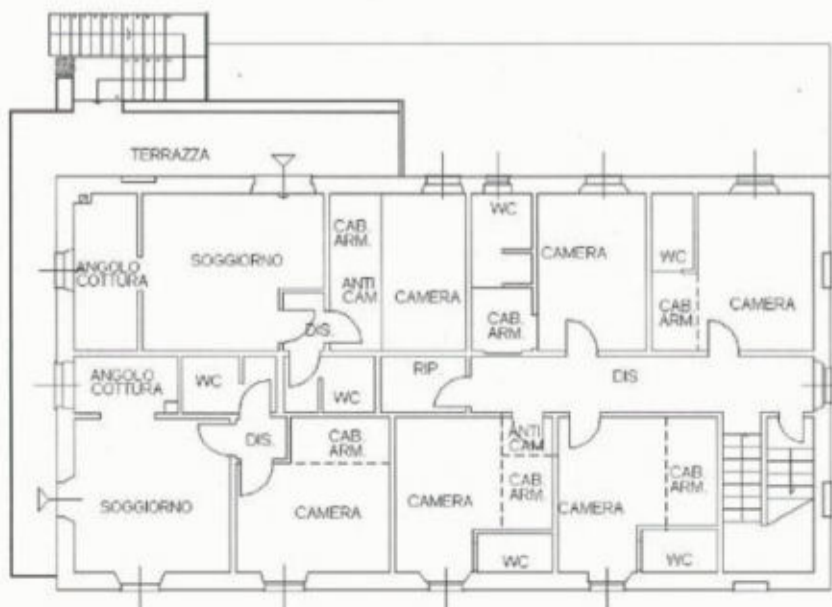 TERRAZZA
ANGOLO
COTTURA
SOGGIORNO
CAB.
ARM.
ANTI
CAM.
CAMERA
WC
CAB.
ARM.
CAMERA
WC
CAB.
ARM.
CAMERA
DIS.
ANGOLO
COTTURA
WC
WC
RIP.
DIS
DIS.
SOGGIORNO
CAB.
ARM.
CAMERA
CAMERA
ANTI
CAM
CAB.
ARM.
WC
CAMERA
CAB.
ARM.
WC